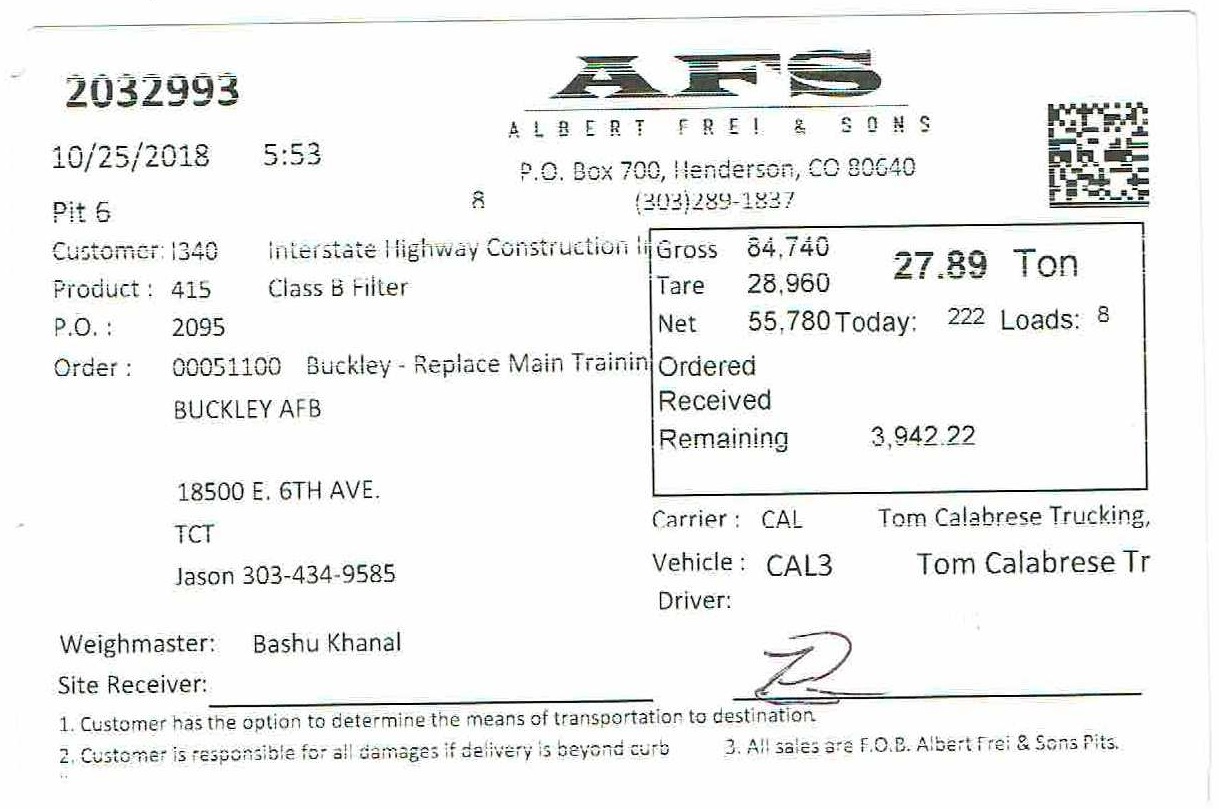 2032993
AFS
ALBERT FREI & SONS
10/25/2018 5:53
P.O. Box 700, Henderson, CO 80640
Pit 6 8 (303)289-1837
Customer: I340 Interstate Highway Construction I
Gross 84,740 27.89 Ton
Product : 415 Class B Filter
Tare 28,960
P.O. : 2095
Net 55,780 Today: 222 Loads: 8
Order : 00051100 Buckley - Replace Main Trainin
Ordered
BUCKLEY AFB
Received
Remaining 3,942.22
18500 E. 6TH AVE.
TCT
Jason 303-434-9585
Carrier : CAL Tom Calabrese Trucking,
Vehicle : CAL3 Tom Calabrese Tr
Driver:
Weighmaster: Bashu Khanal
Site Receiver:
1. Customer has the option to determine the means of transportation to destination
2. Customer is responsible for all damages if delivery is beyond curb
3. All sales are F.O.B. Albert Frei & Sons Pits.